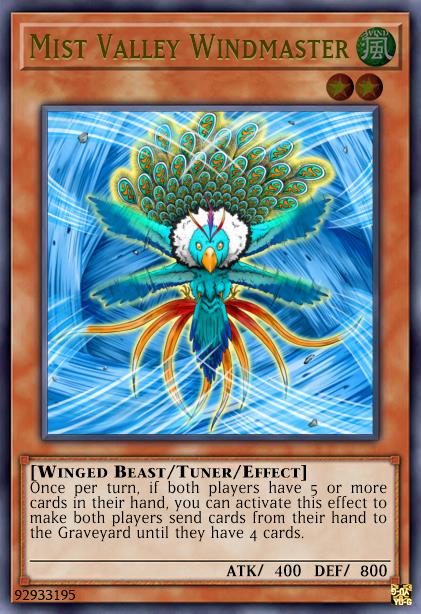 MIST VALLEY WINDMASTER
WIND
風
[WINGED BEAST/TUNER/EFFECT]
Once per turn, if both players have 5 or more
cards in their hand, you can activate this effect to
make both players send cards from their hand to
the Graveyard until they have 4 cards.
ATK/ 400 DEF/ 800
92933195